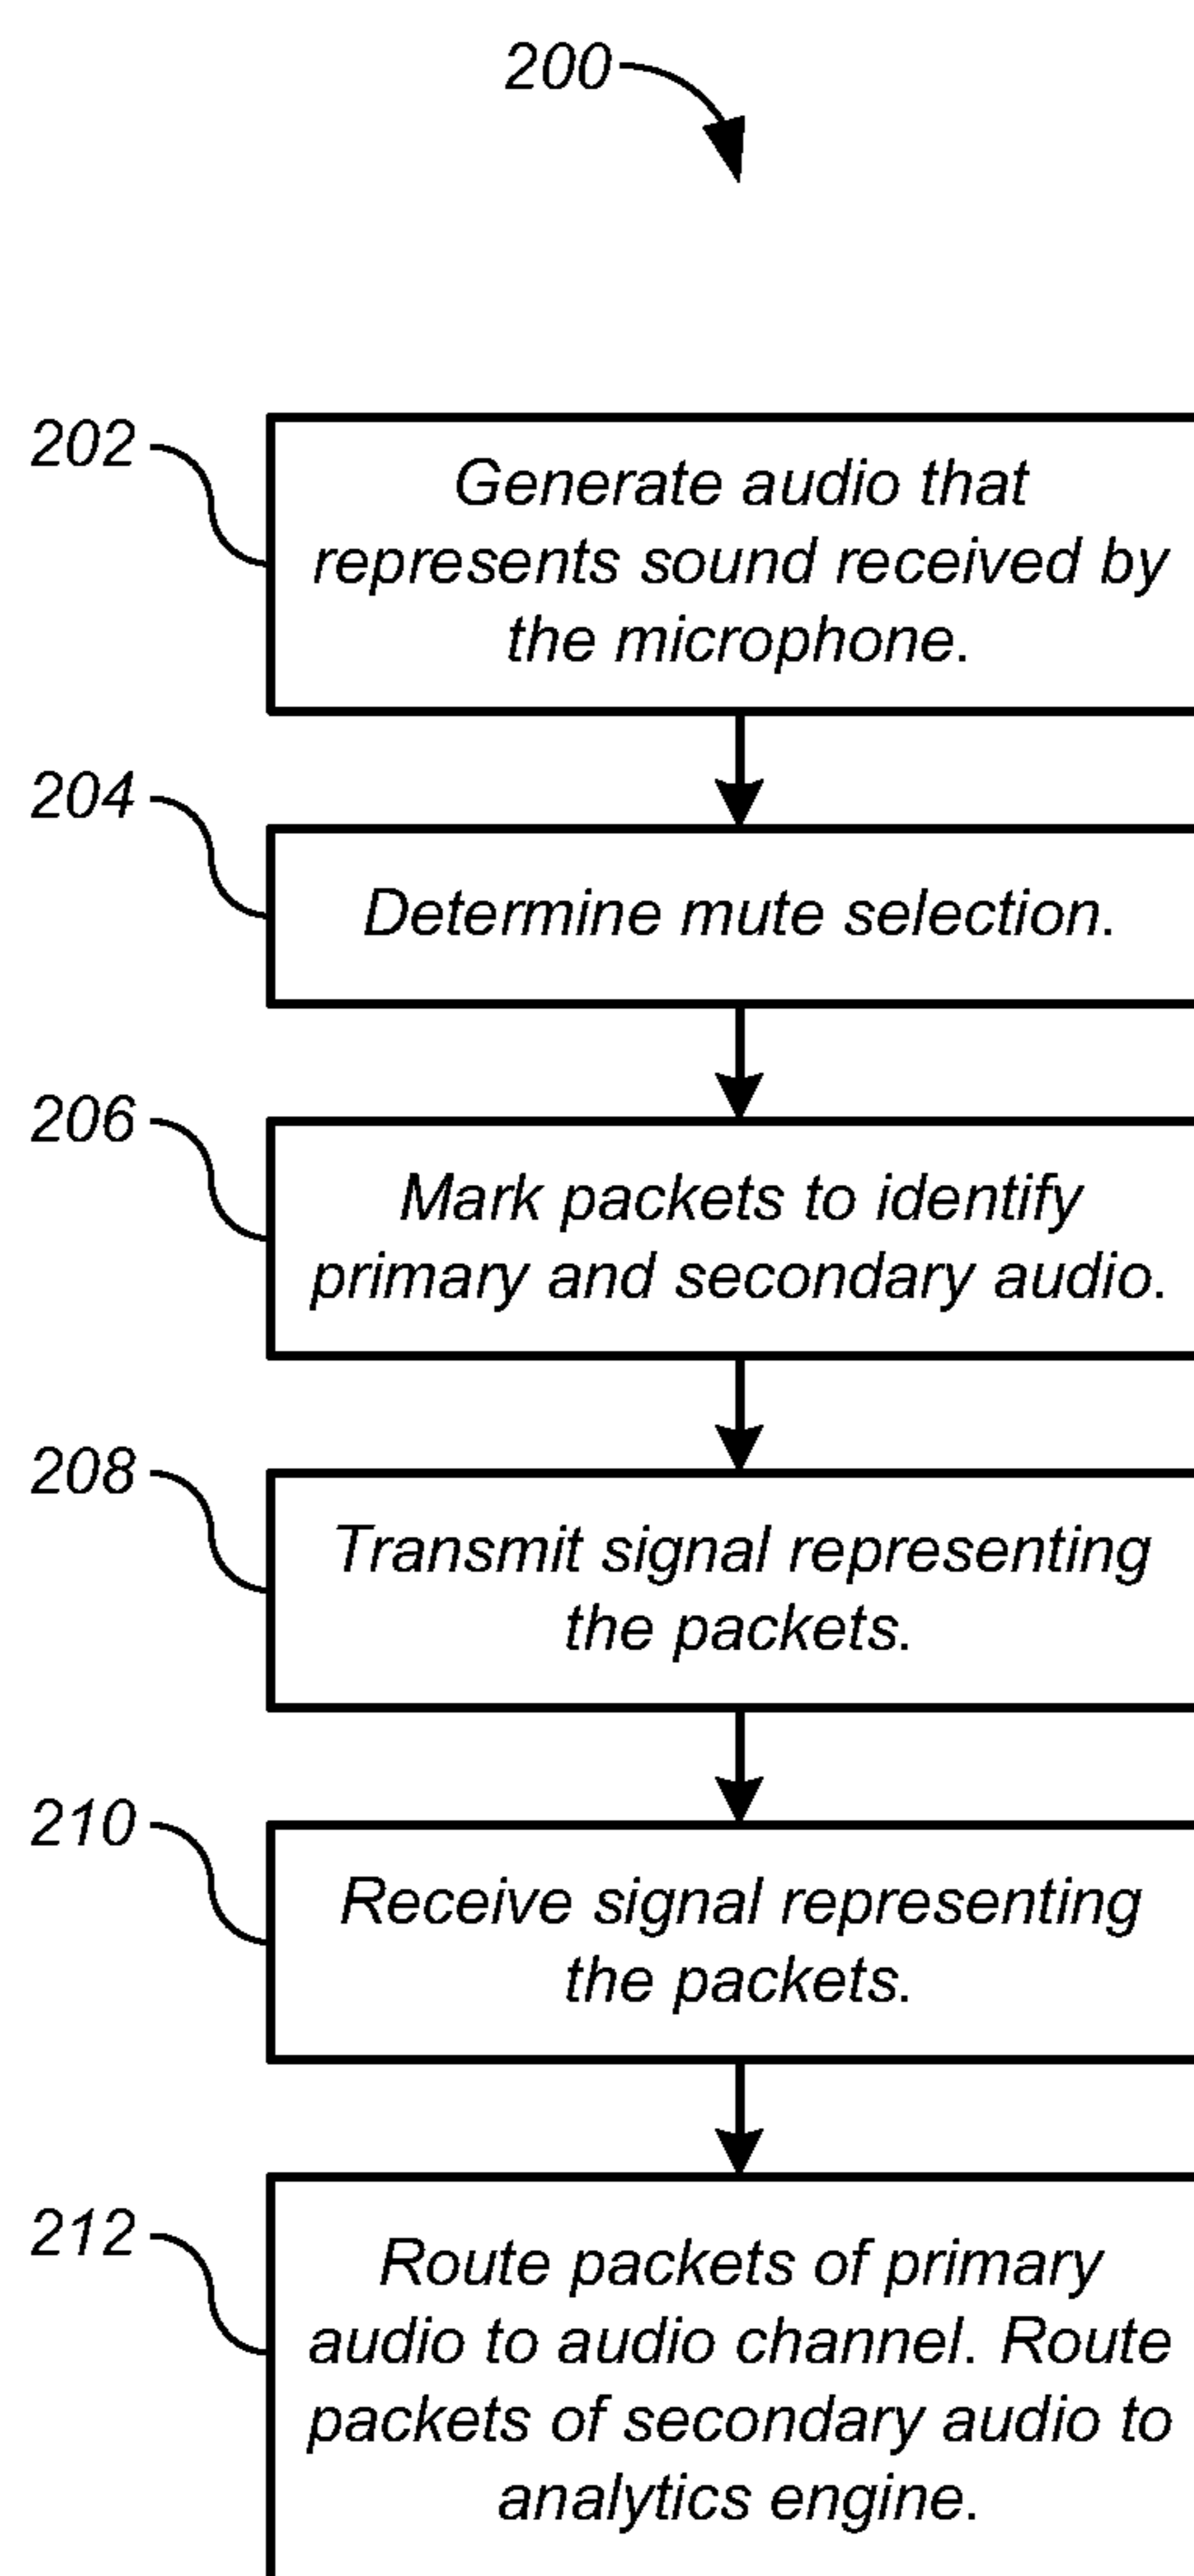 200
202
Generate audio that
represents sound received by
the microphone.
204
Determine mute selection.
206
Mark packets to identify
primary and secondary audio.
208
Transmit signal representing
the packets.
210
Receive signal representing
the packets.
212
Route packets of primary
audio to audio channel. Route
packets of secondary audio to
analytics engine.